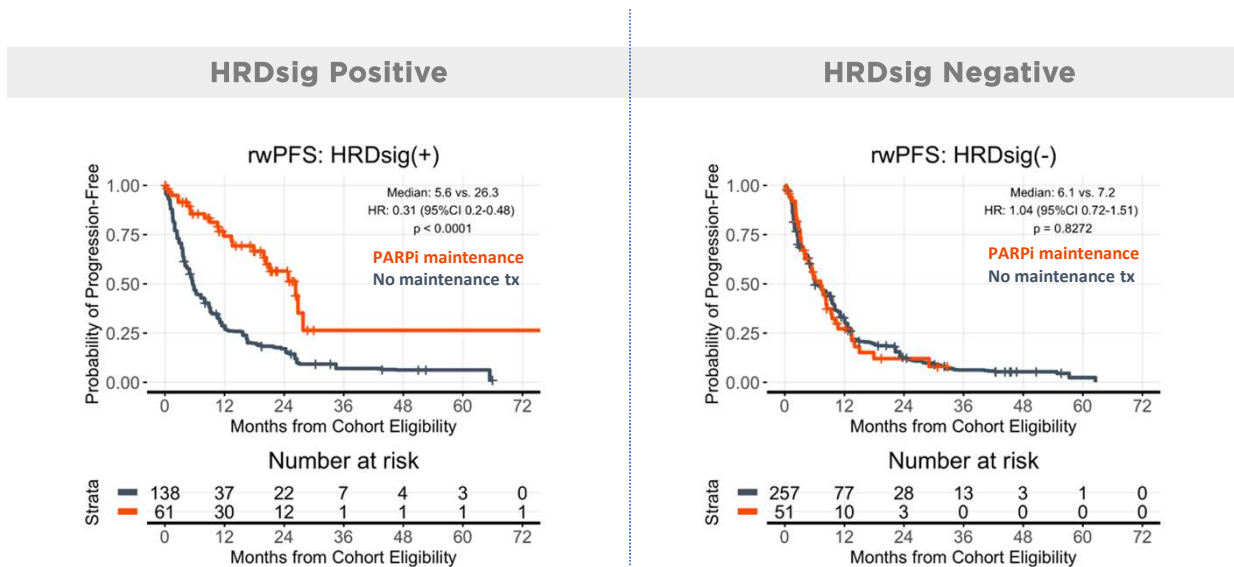 HRDsig Positive
rwPFS: HRDsig(+)
Probability of Progression-Free
1.00
0.75
0.50
0.25
0.00
Median: 5.6 vs. 26.3
HR: 0.31 (95%CI 0.2-0.48)
p < 0.0001
PARPi maintenance
No maintenance tx
0 12 24 36 48 60 72
Months from Cohort Eligibility
Number at risk
Strata
138 37 22 7 4 3 0
61 30 12 1 1 1 1
0 12 24 36 48 60 72
Months from Cohort Eligibility
HRDsig Negative
rwPFS: HRDsig(-)
Probability of Progression-Free
1.00
0.75
0.50
0.25
0.00
Median: 6.1 vs. 7.2
HR: 1.04 (95%CI 0.72-1.51)
p = 0.8272
PARPi maintenance
No maintenance tx
0 12 24 36 48 60 72
Months from Cohort Eligibility
Number at risk
Strata
257 77 28 13 3 1 0
51 10 3 0 0 0 0
0 12 24 36 48 60 72
Months from Cohort Eligibility